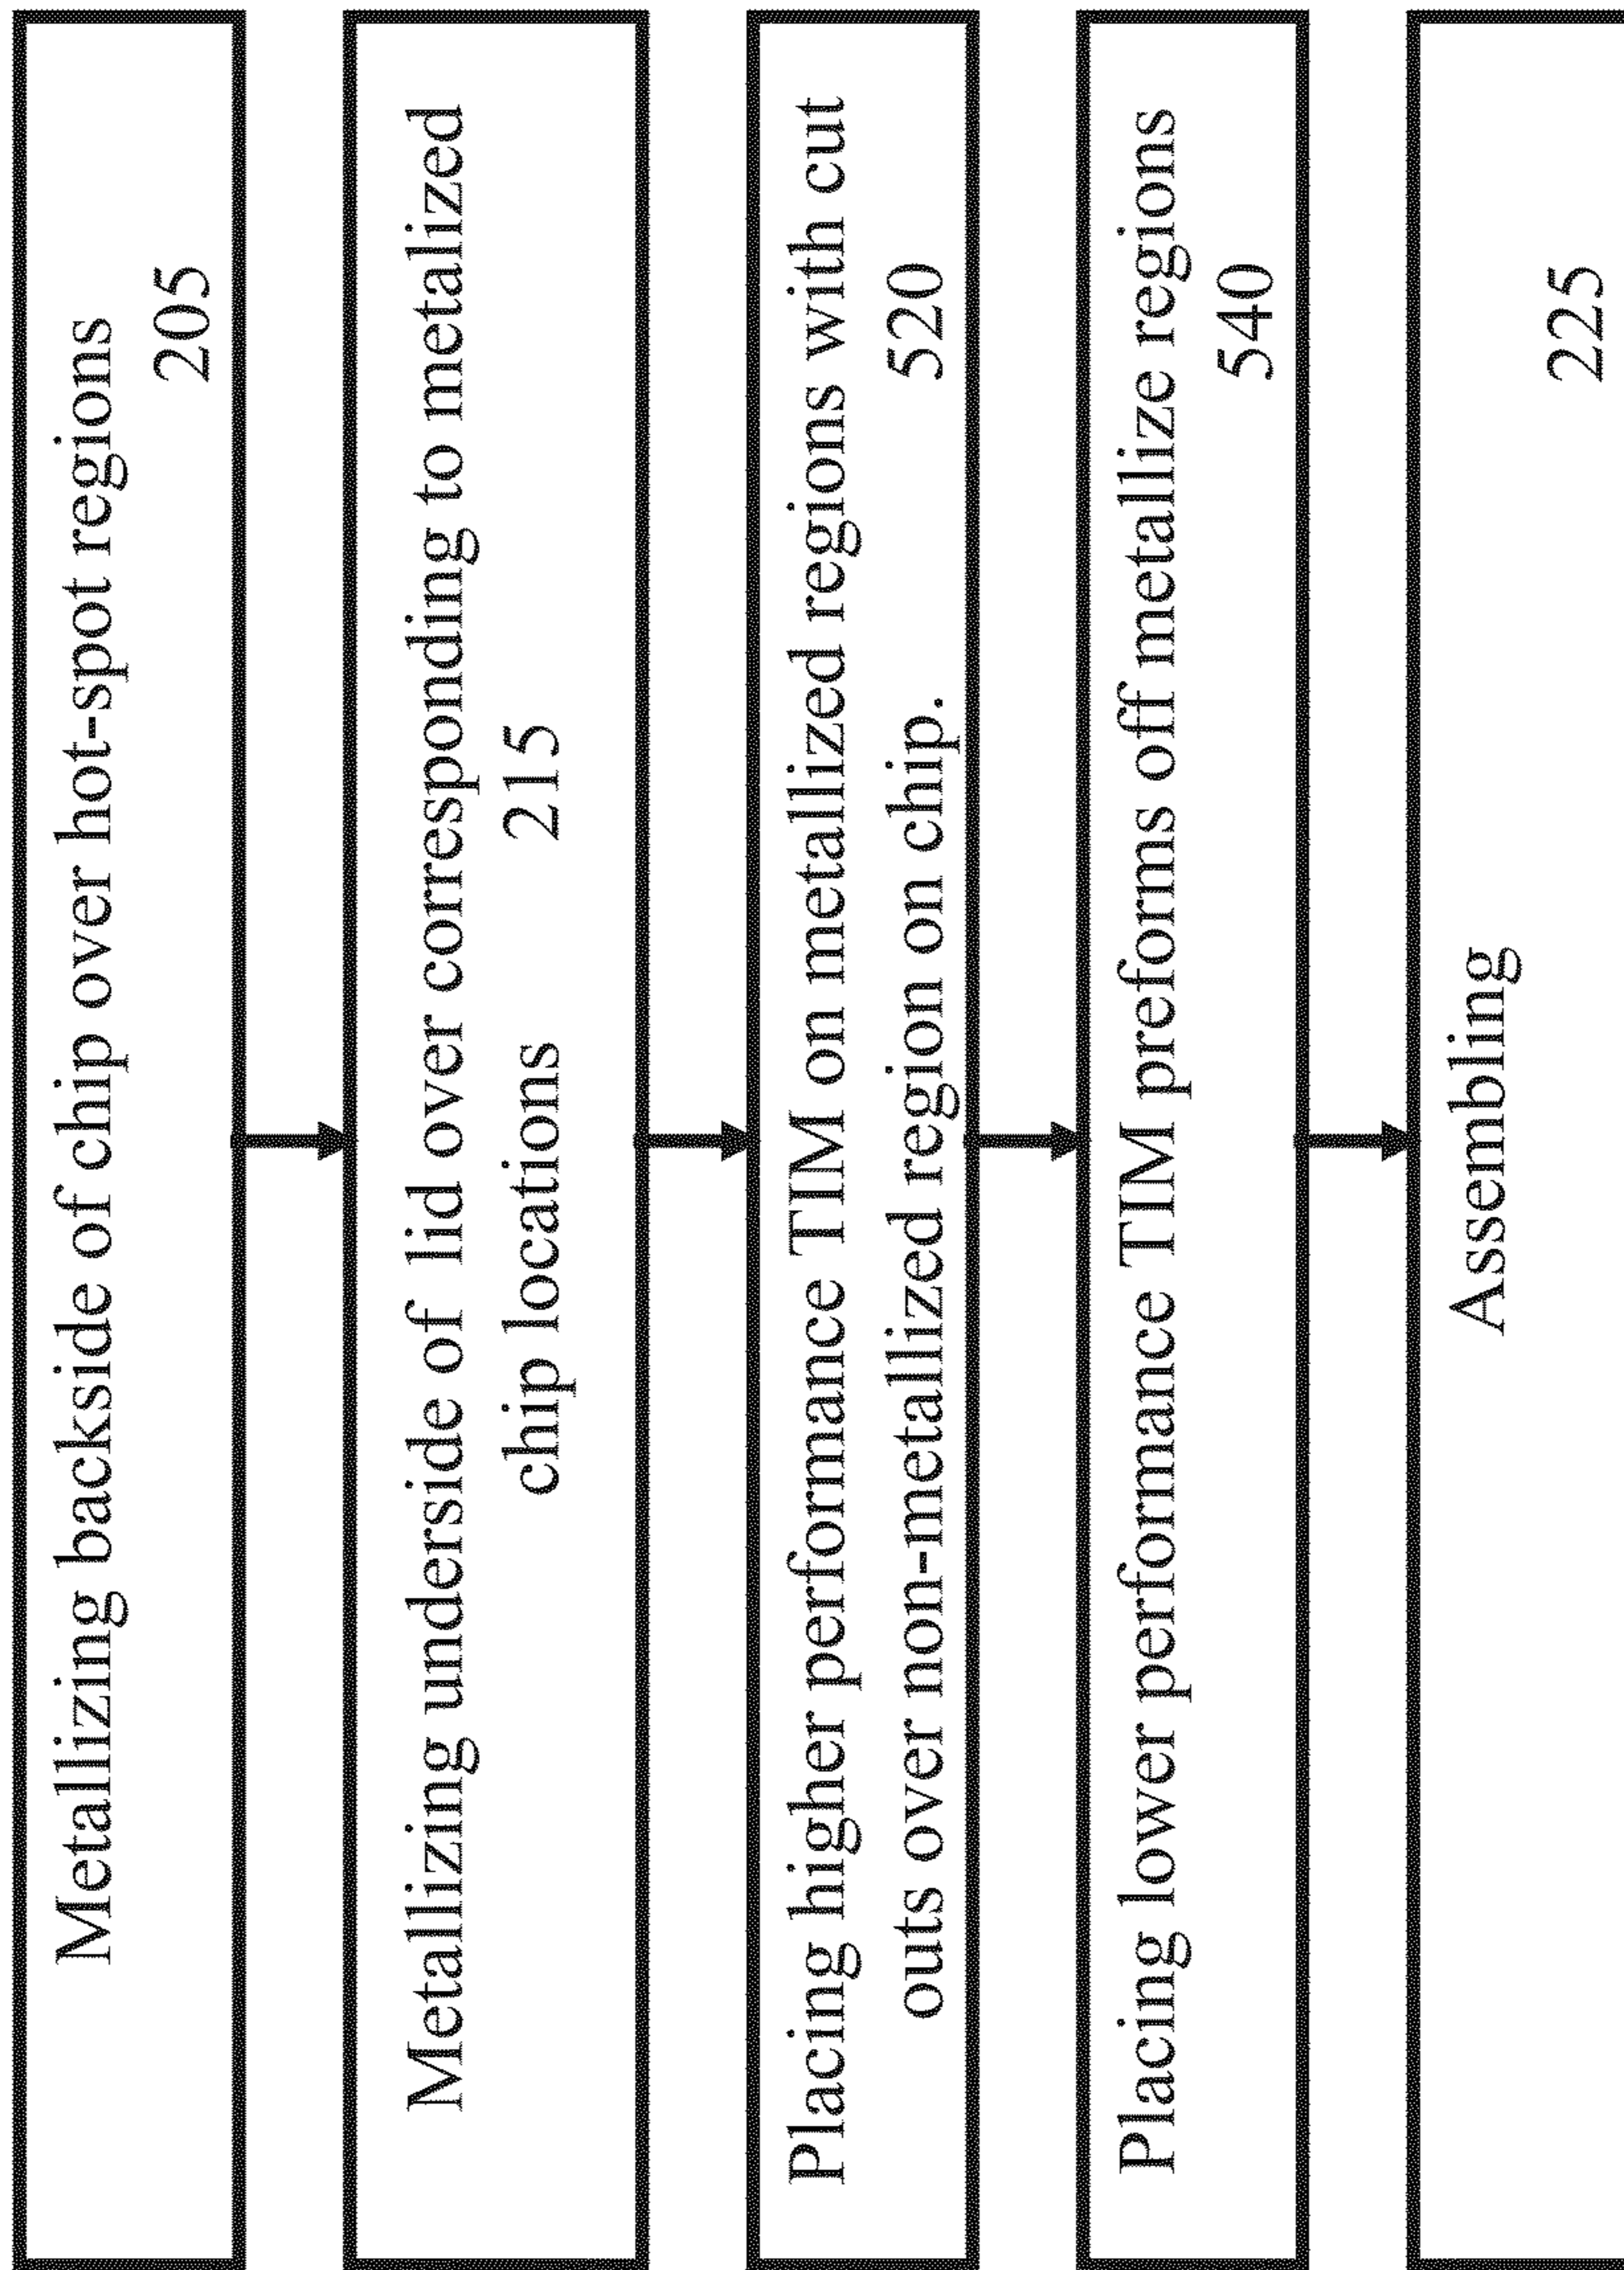 Metallizing backside of chip over hot-spot regions
205
Metallizing underside of lid over corresponding to metalized
chip locations 215
Placing higher performance TIM on metallized regions with cut
outs over non-metallized region on chip. 520
Placing lower performance TIM preforms off metallize regions
540
Assembling
225